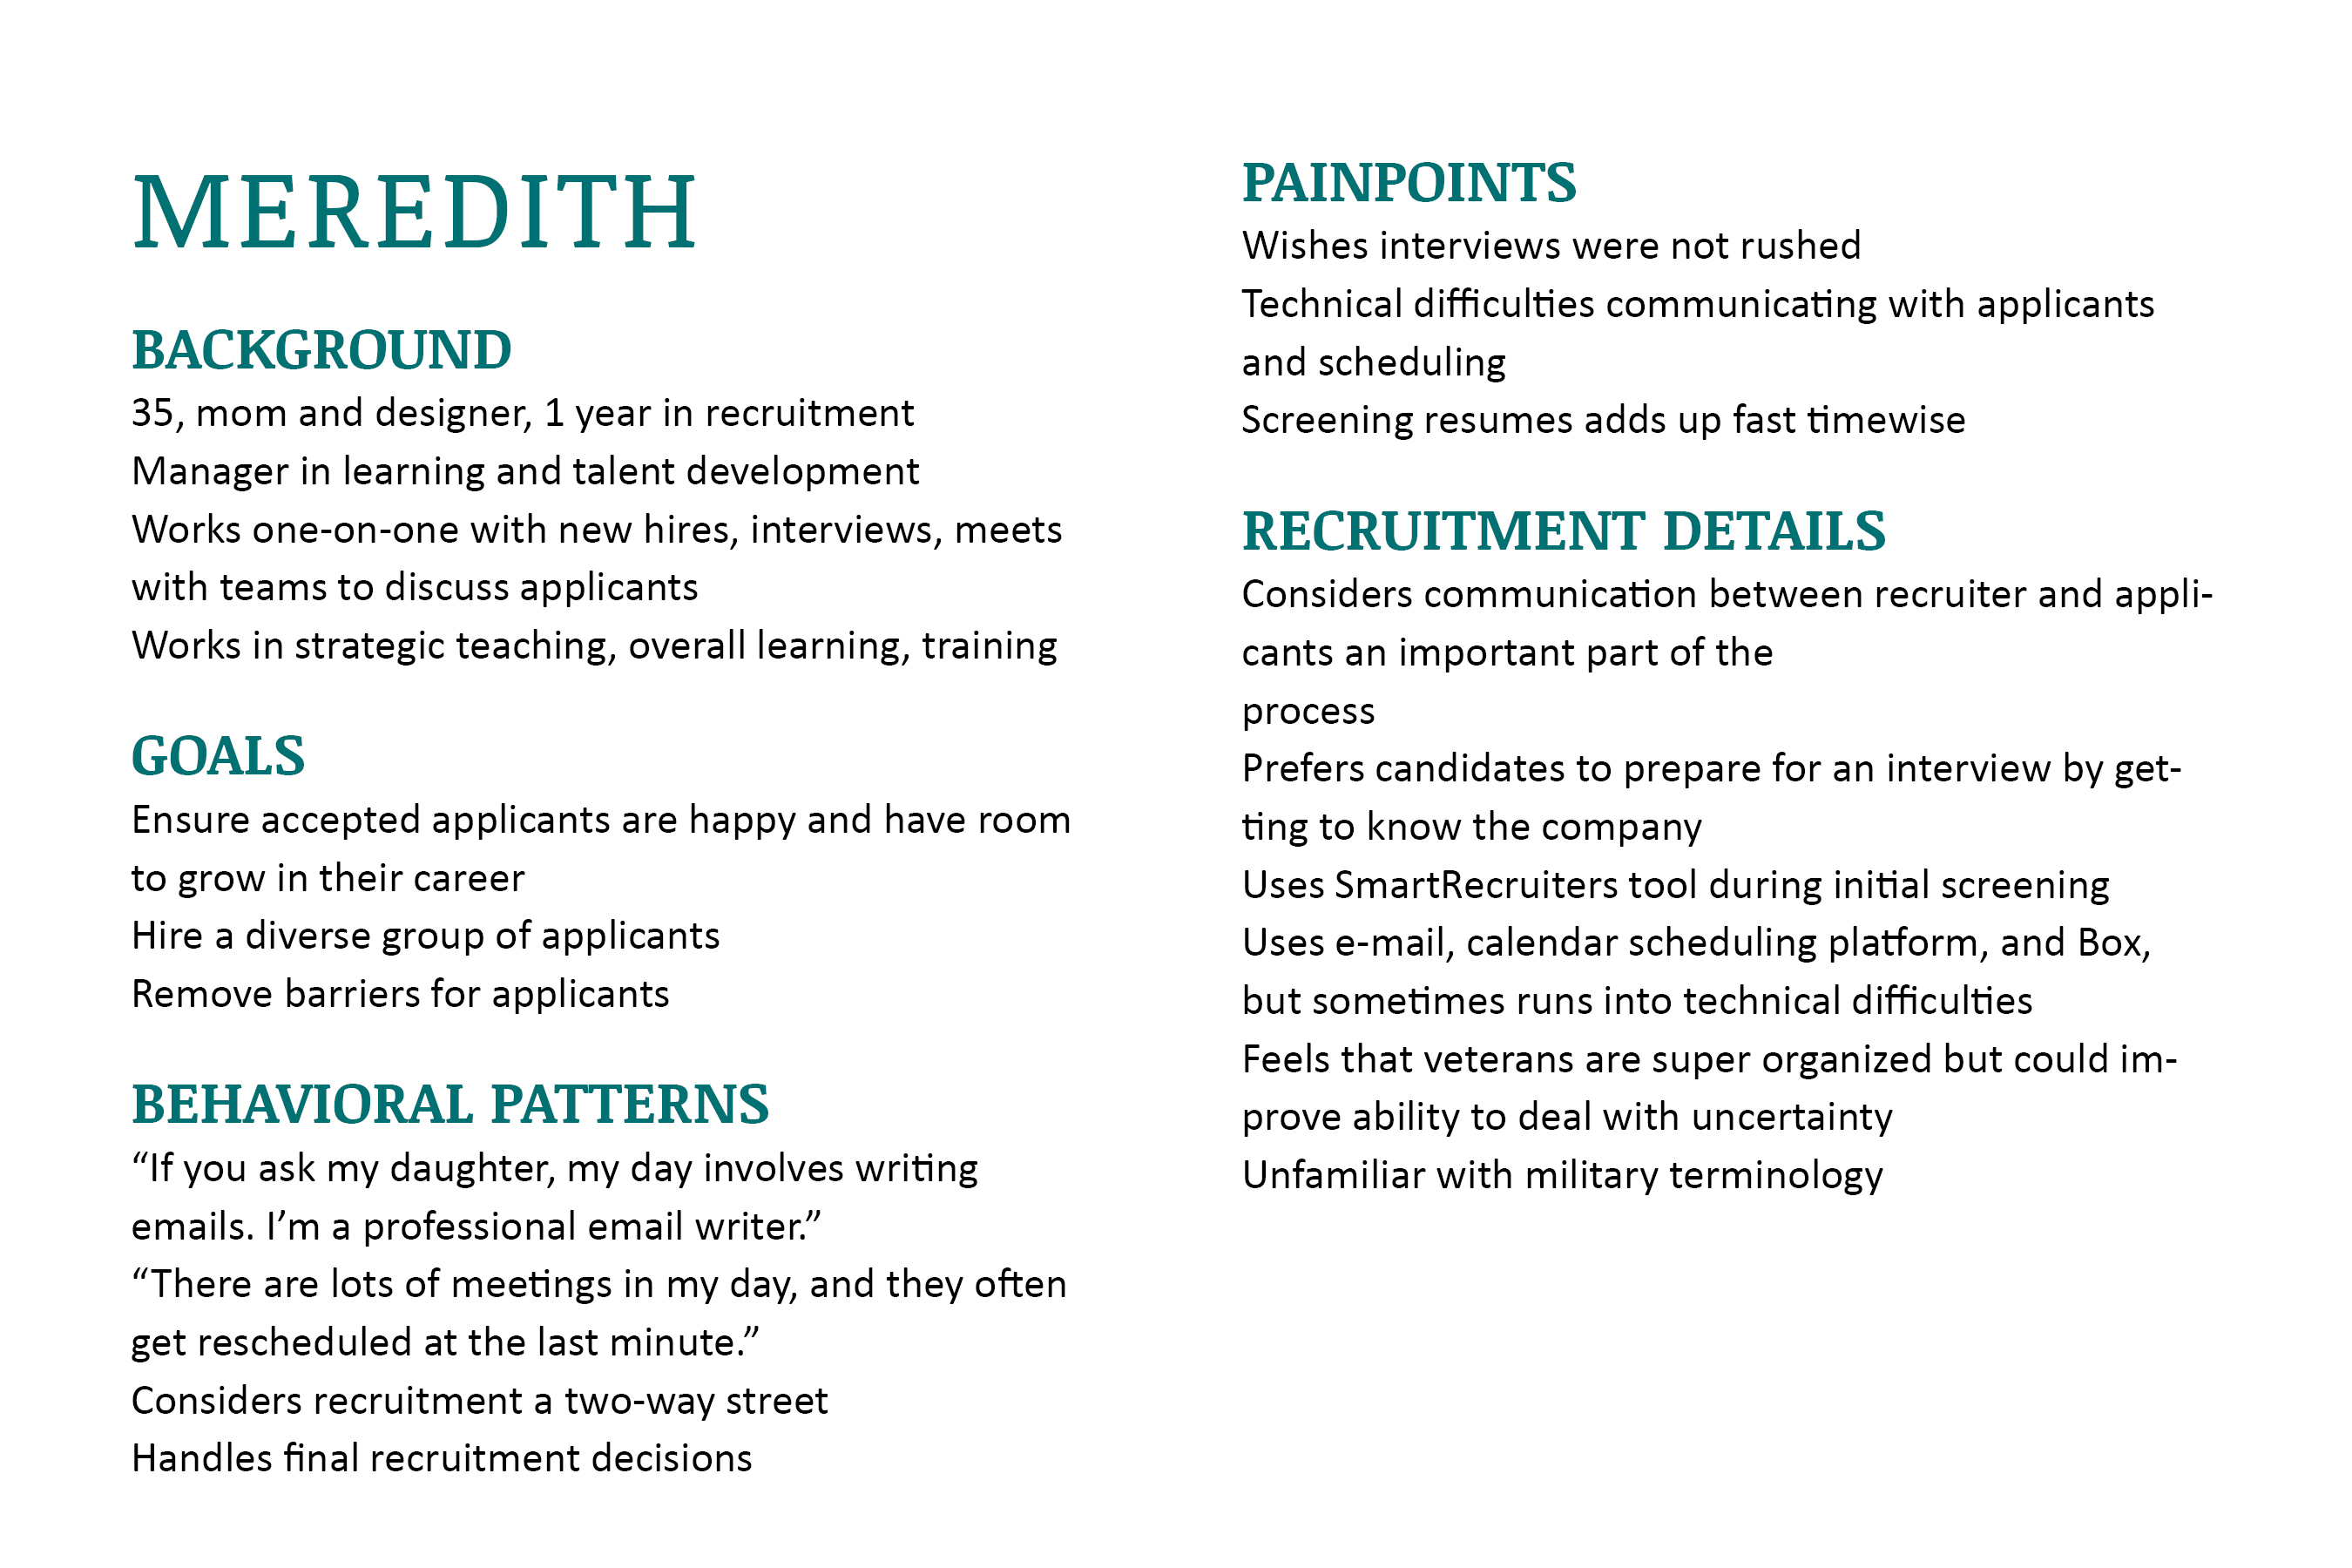 MEREDITH
BACKGROUND
35, mom and designer, 1 year in recruitment
Manager in learning and talent development
Works one-on-one with new hires, interviews, meets
with teams to discuss applicants
Works in strategic teaching, overall learning, training
GOALS
Ensure accepted applicants are happy and have room
to grow in their career
Hire a diverse group of applicants
Remove barriers for applicants
BEHAVIORAL PATTERNS
“If you ask my daughter, my day involves writing
emails. I’m a professional email writer.”
“There are lots of meetings in my day, and they often
get rescheduled at the last minute.”
Considers recruitment a two-way street
Handles final recruitment decisions
PAINPOINTS
Wishes interviews were not rushed
Technical difficulties communicating with applicants
and scheduling
Screening resumes adds up fast timewise
RECRUITMENT DETAILS
Considers communication between recruiter and appli-
cants an important part of the
process
Prefers candidates to prepare for an interview by get-
ting to know the company
Uses SmartRecruiters tool during initial screening
Uses e-mail, calendar scheduling platform, and Box,
but sometimes runs into technical difficulties
Feels that veterans are super organized but could im-
prove ability to deal with uncertainty
Unfamiliar with military terminology